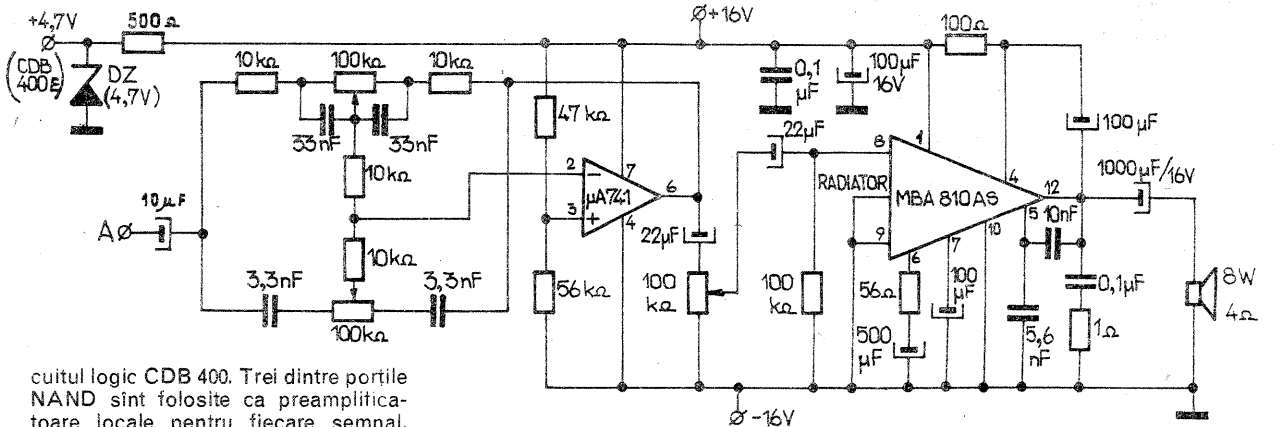 +4,7V
500Ω
Ø+16V
100Ω
(CDB
400E)
DZ
(4,7V)
10kΩ
100kΩ
10kΩ
33nF
33nF
10kΩ
47kΩ
0,1
µF
100µF
16V
22µF
100µF
1000µF/16V
10µF
AØ
2
7
µA741
6
3
4
8
1
4
RADIATOR
MBA 810AS
12
9
10
5
10nF
6
7
22µF
10kΩ
3,3nF
3,3nF
100kΩ
56kΩ
100
kΩ
100
kΩ
56Ω
100
µF
500
µF
5,6
nF
0,1µF
1Ω
8W
4Ω
Ø-16V
cuitul logic CDB 400. Trei dintre porțile
NAND sînt folosite ca preamplifica-
toare locale pentru fiecare semnal.